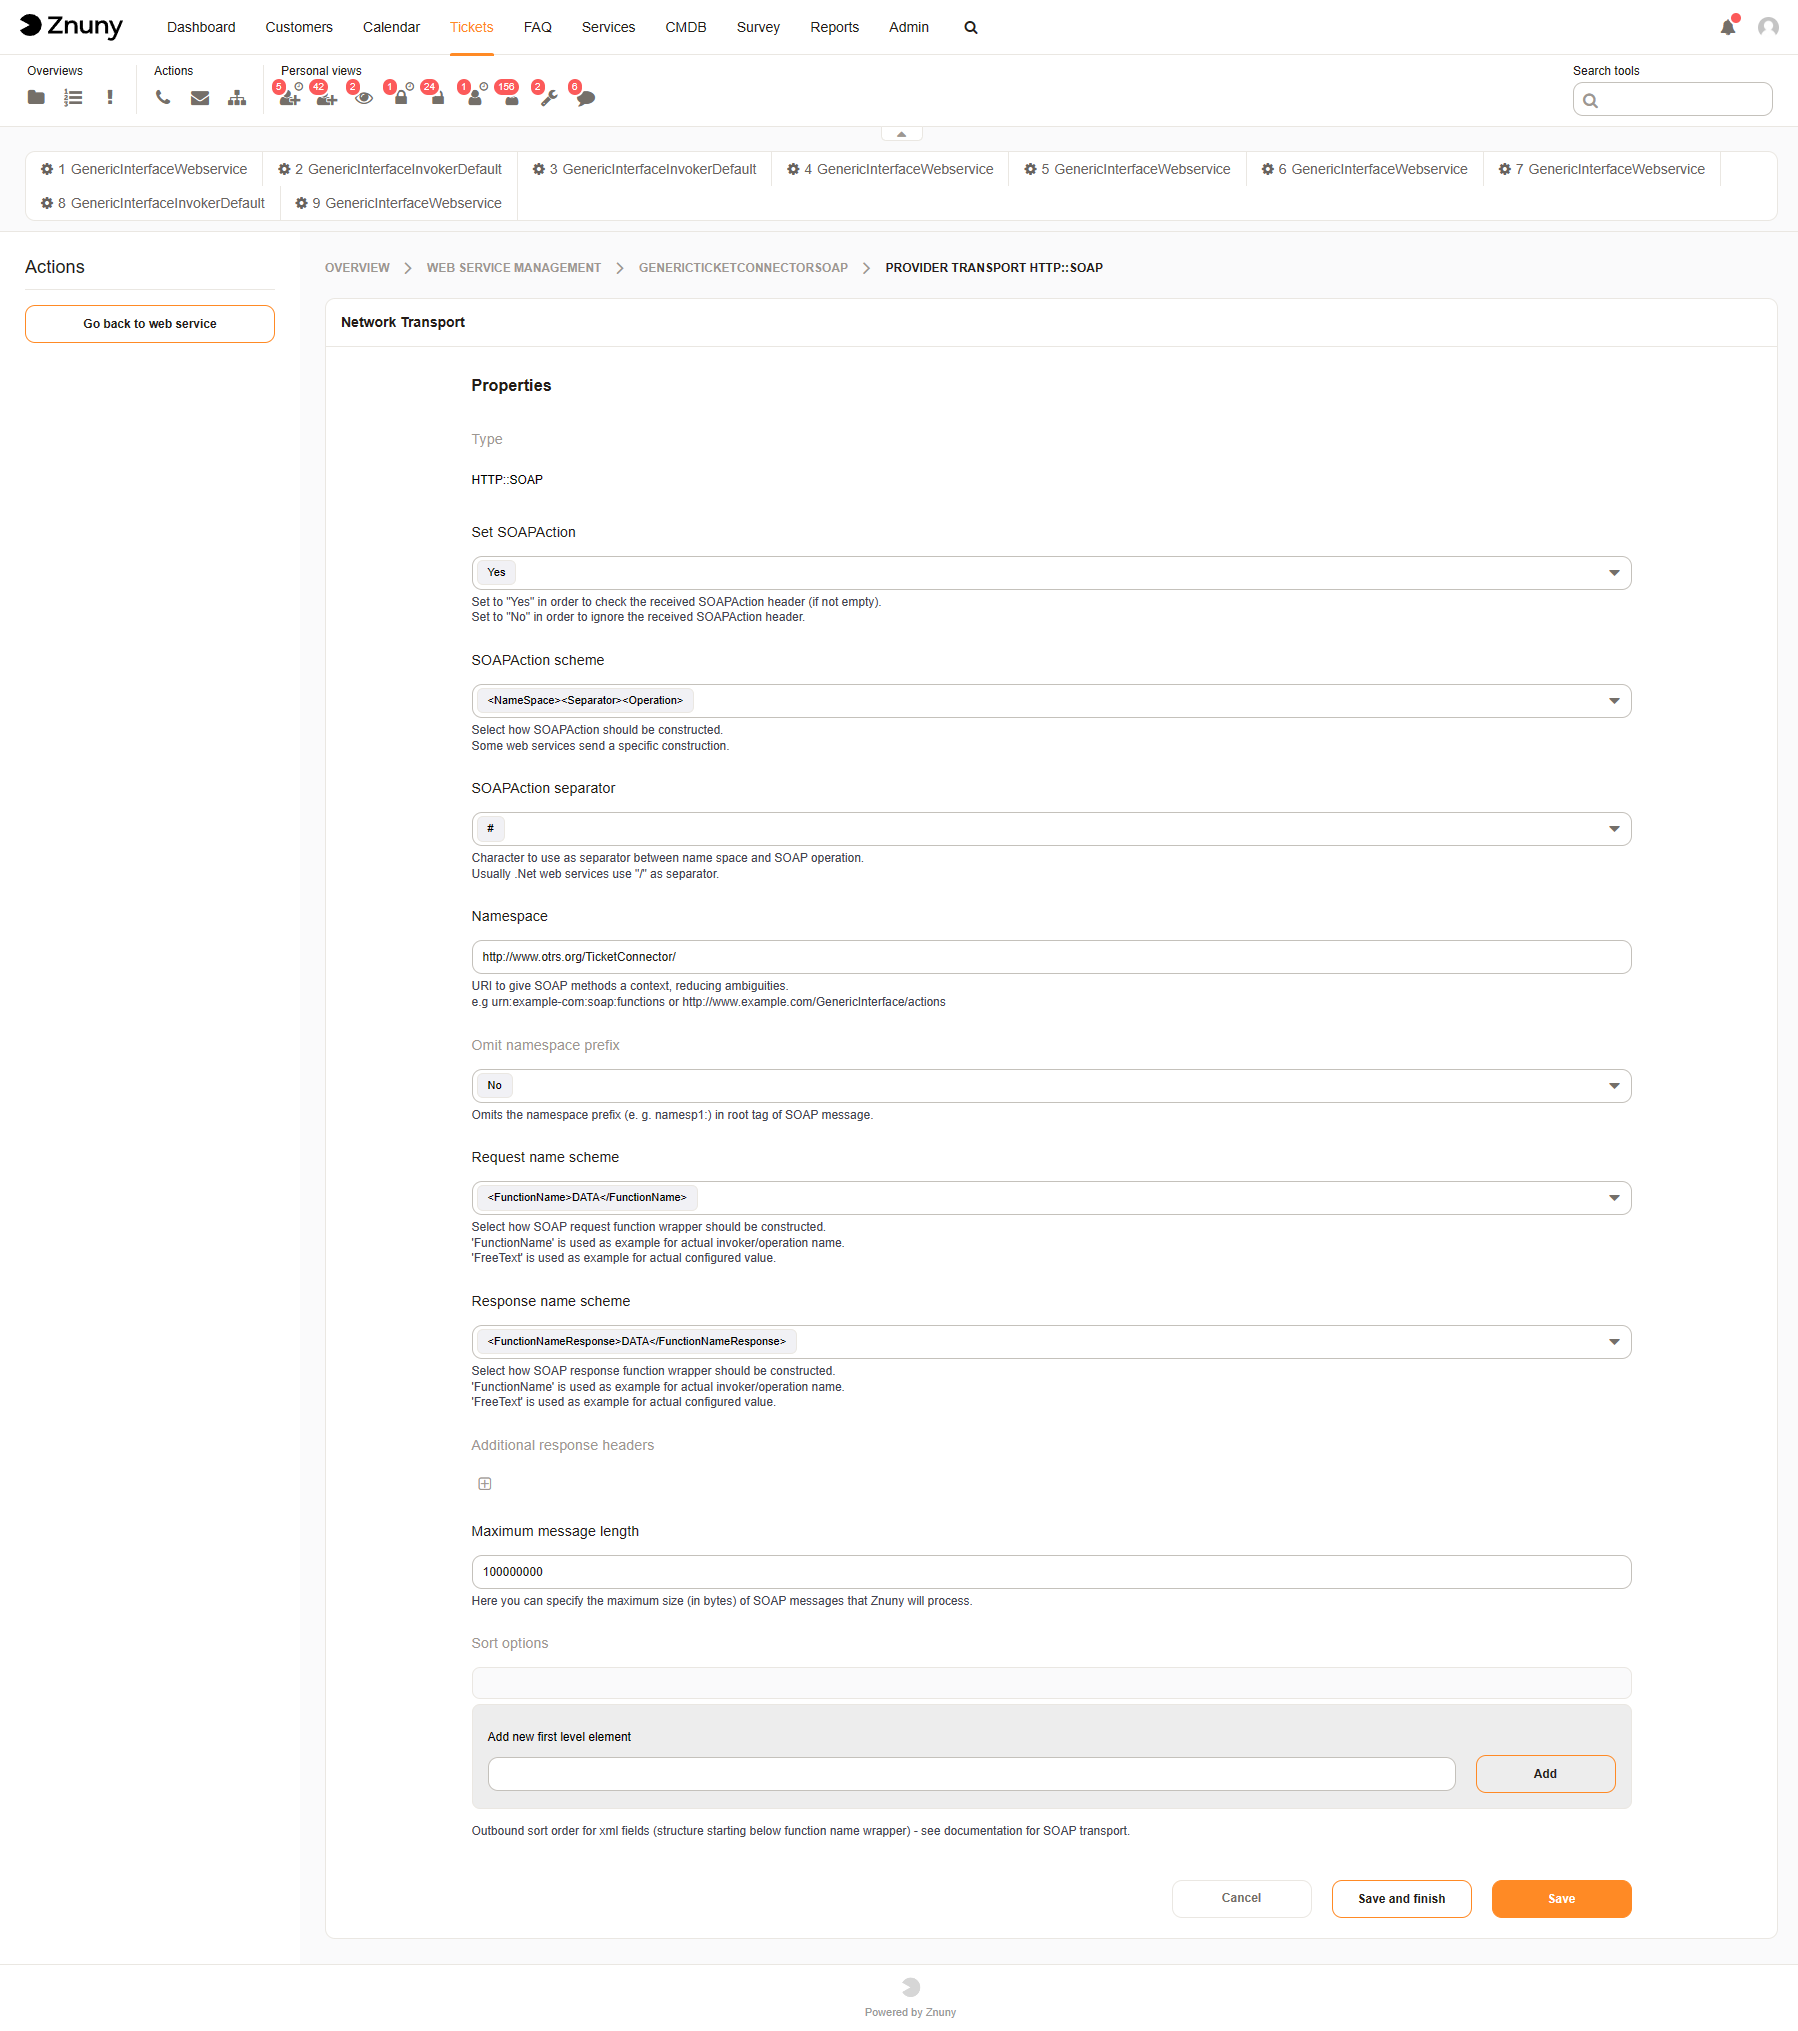 Znuny
Dashboard Customers Calendar Tickets FAQ Services CMDB Survey Reports Admin
Overviews Actions Personal views Search tools
5 42 2 1 24 1 156 2 6
1 GenericInterfaceWebservice 2 GenericInterfaceInvokerDefault 3 GenericInterfaceInvokerDefault 4 GenericInterfaceWebservice 5 GenericInterfaceWebservice 6 GenericInterfaceWebservice 7 GenericInterfaceWebservice
8 GenericInterfaceInvokerDefault 9 GenericInterfaceWebservice
Actions
Go back to web service
OVERVIEW WEB SERVICE MANAGEMENT GENERICTICKETCONNECTORSOAP PROVIDER TRANSPORT HTTP::SOAP
Network Transport
Properties
Type
HTTP::SOAP
Set SOAPAction
Yes
Set to "Yes" in order to check the received SOAPAction header (if not empty).
Set to "No" in order to ignore the received SOAPAction header.
SOAPAction scheme
<NameSpace><Separator><Operation>
Select how SOAPAction should be constructed.
Some web services send a specific construction.
SOAPAction separator
#
Character to use as separator between name space and SOAP operation.
Usually .Net web services use "/" as separator.
Namespace
http://www.otrs.org/TicketConnector/
URI to give SOAP methods a context, reducing ambiguities.
e.g urn:example-com:soap:functions or http://www.example.com/GenericInterface/actions
Omit namespace prefix
No
Omits the namespace prefix (e. g. namesp1:) in root tag of SOAP message.
Request name scheme
<FunctionName>DATA</FunctionName>
Select how SOAP request function wrapper should be constructed.
'FunctionName' is used as example for actual invoker/operation name.
'FreeText' is used as example for actual configured value.
Response name scheme
<FunctionNameResponse>DATA</FunctionNameResponse>
Select how SOAP response function wrapper should be constructed.
'FunctionName' is used as example for actual invoker/operation name.
'FreeText' is used as example for actual configured value.
Additional response headers
Maximum message length
100000000
Here you can specify the maximum size (in bytes) of SOAP messages that Znuny will process.
Sort options
Add new first level element
Add
Outbound sort order for xml fields (structure starting below function name wrapper) - see documentation for SOAP transport.
Cancel Save and finish Save
Powered by Znuny